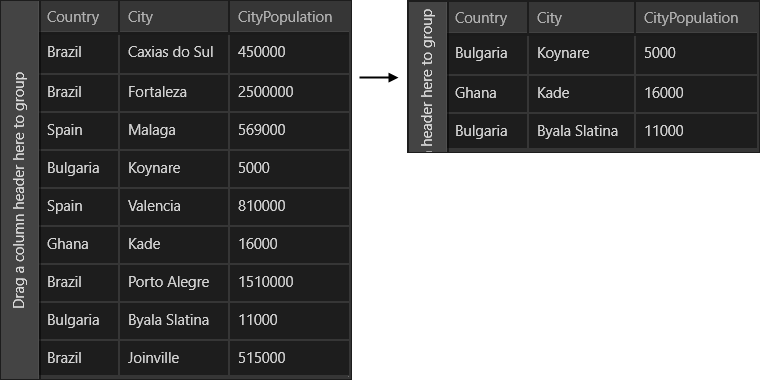 Drag a column header here to group
Country City CityPopulation
Brazil Caxias do Sul 450000
Brazil Fortaleza 2500000
Spain Malaga 569000
Bulgaria Koynare 5000
Spain Valencia 810000
Ghana Kade 16000
Brazil Porto Alegre 1510000
Bulgaria Byala Slatina 11000
Brazil Joinville 515000
header here to group
Country City CityPopulation
Bulgaria Koynare 5000
Ghana Kade 16000
Bulgaria Byala Slatina 11000